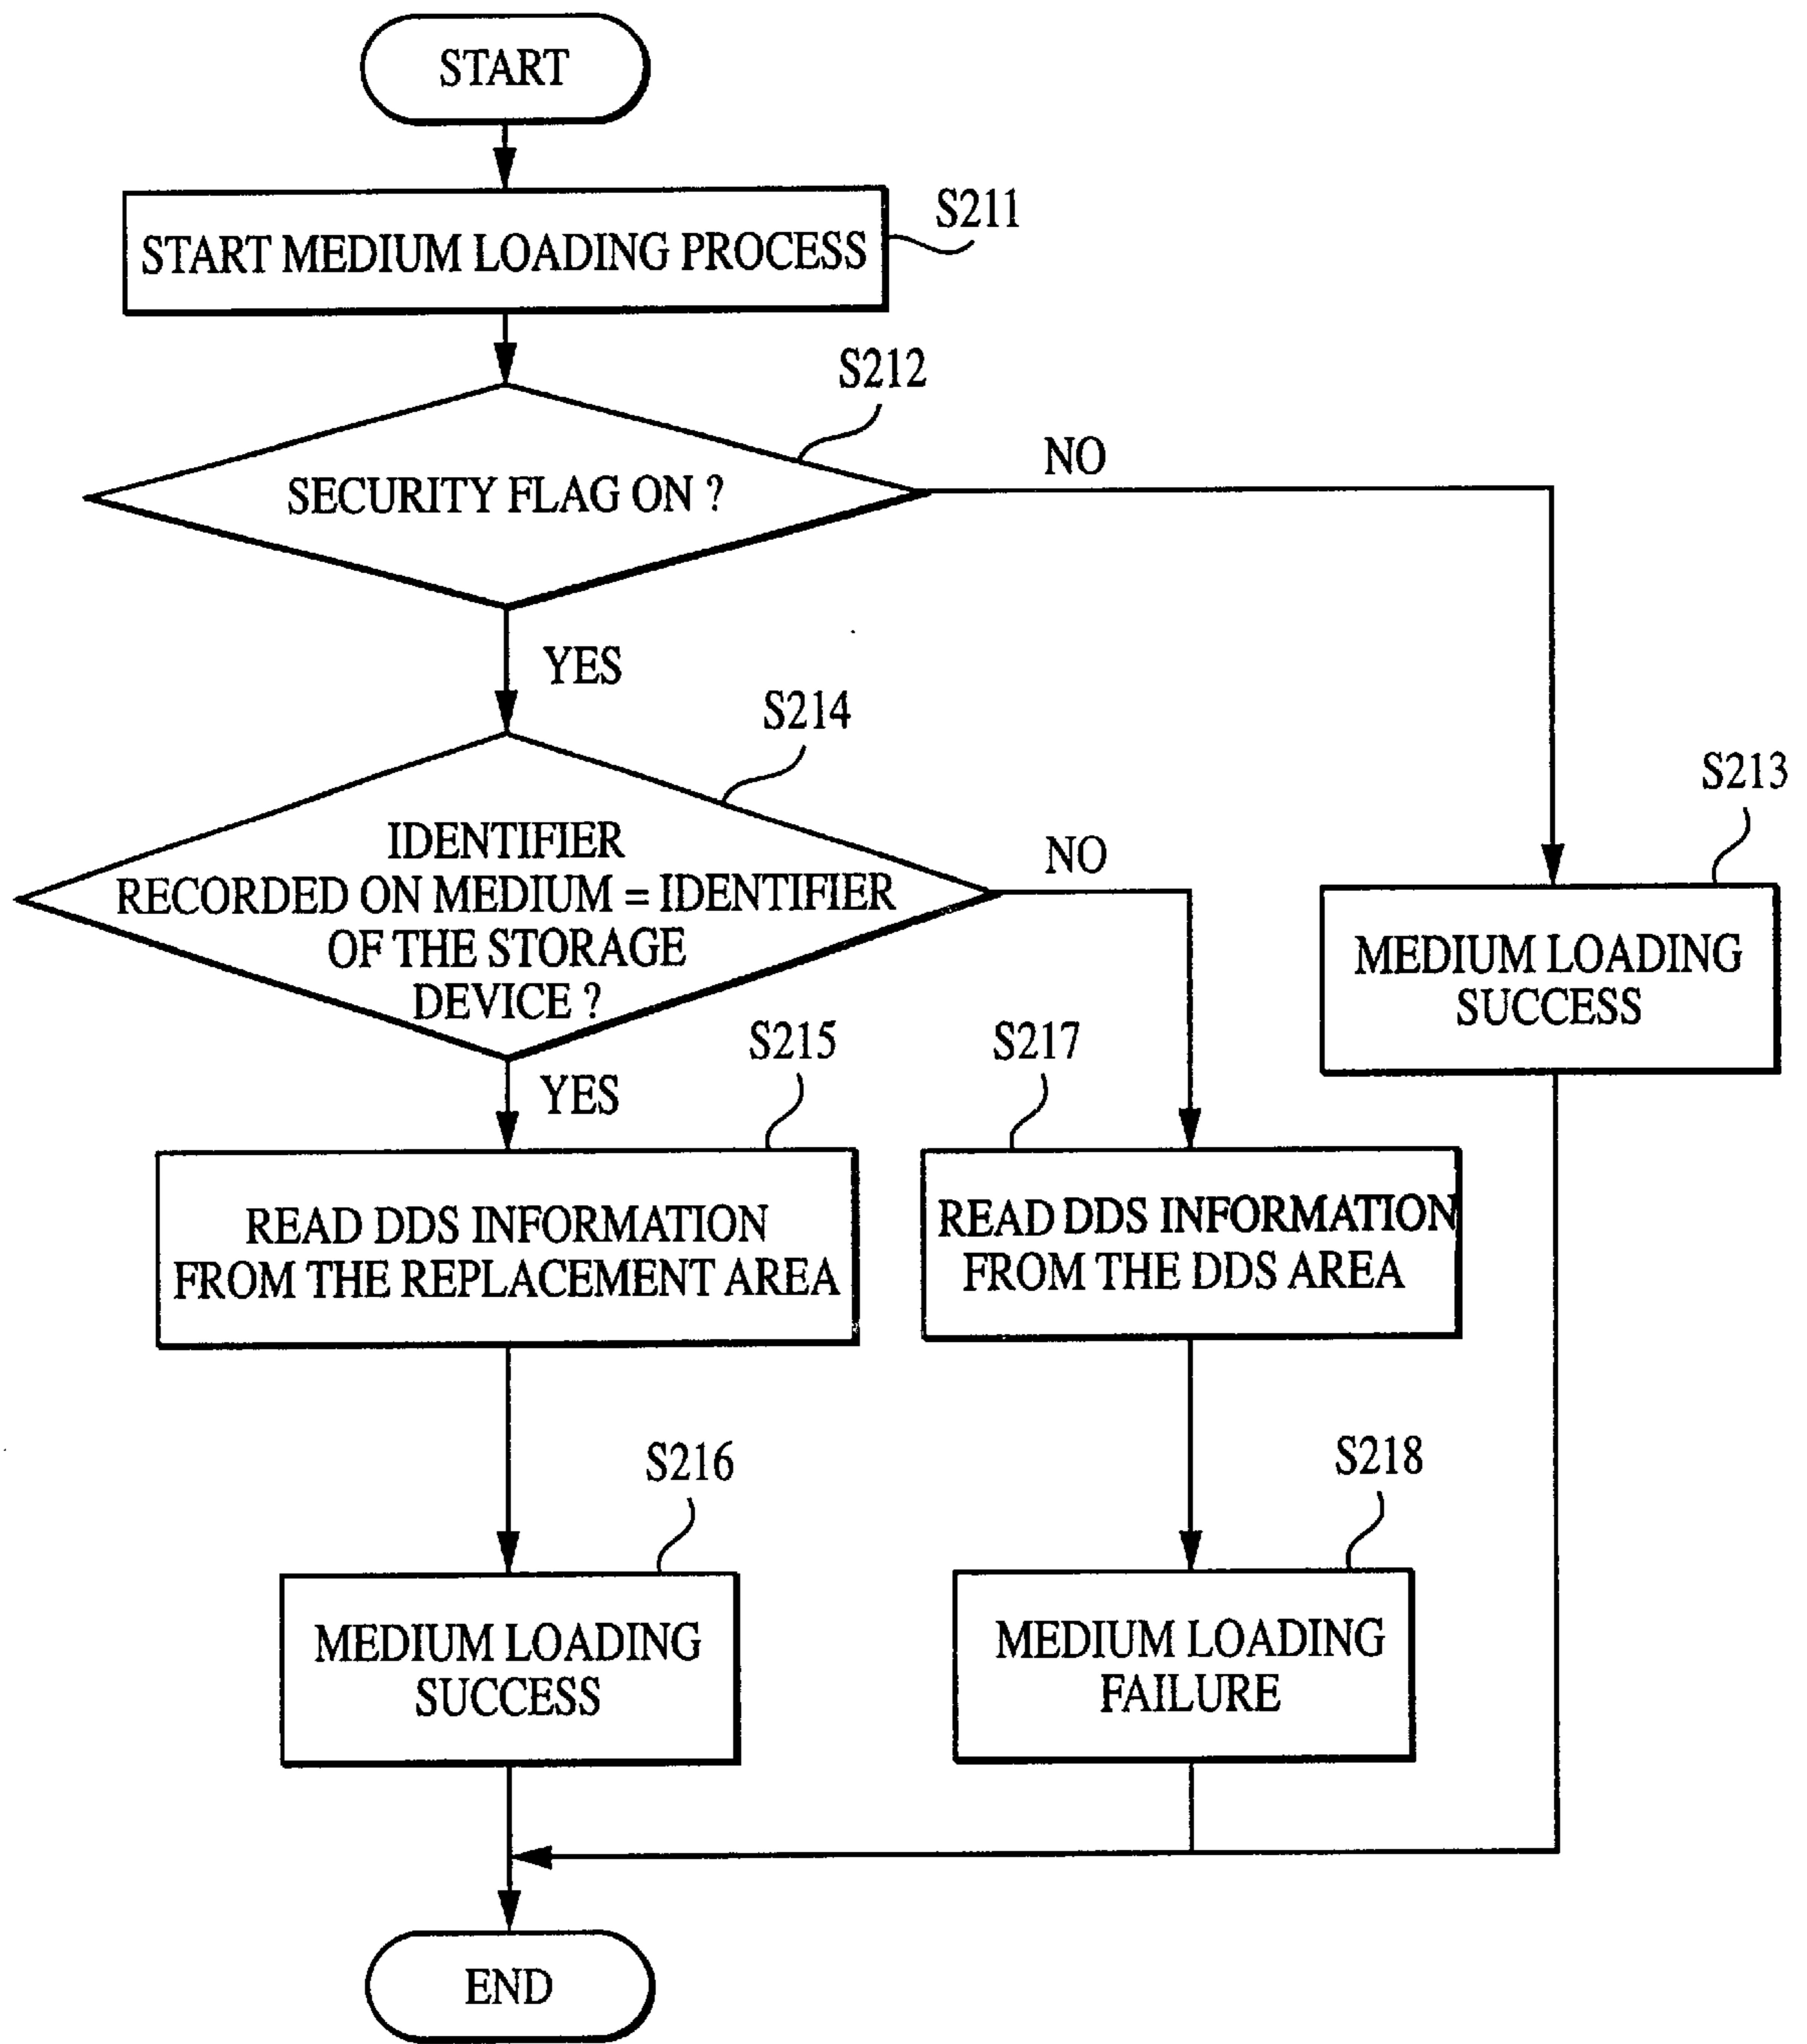 START
START MEDIUM LOADING PROCESS
S211
S212
SECURITY FLAG ON ?
NO
YES
S214
IDENTIFIER
RECORDED ON MEDIUM = IDENTIFIER
OF THE STORAGE
DEVICE ?
NO
S213
MEDIUM LOADING
SUCCESS
YES
S215
READ DDS INFORMATION
FROM THE REPLACEMENT AREA
S217
READ DDS INFORMATION
FROM THE DDS AREA
S216
MEDIUM LOADING
SUCCESS
S218
MEDIUM LOADING
FAILURE
END